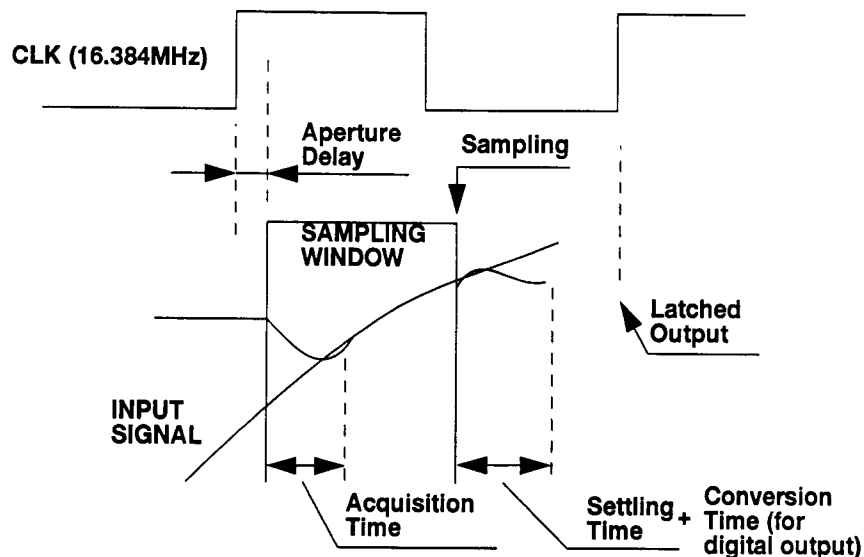 CLK (16.384MHz)
Aperture
Delay
Sampling
SAMPLING
WINDOW
Latched
Output
INPUT
SIGNAL
Acquisition
Time
Settling + Conversion
Time Time (for
digital output)